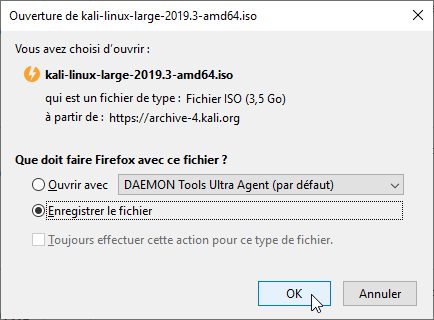 Ouverture de kali-linux-large-2019.3-amd64.iso
Vous avez choisi d'ouvrir :
kali-linux-large-2019.3-amd64.iso
qui est un fichier de type : Fichier ISO (3,5 Go)
à partir de : https://archive-4.kali.org
Que doit faire Firefox avec ce fichier ?
Ouvrir avec DAEMON Tools Ultra Agent (par défaut)
Enregistrer le fichier
Toujours effectuer cette action pour ce type de fichier.
OK Annuler